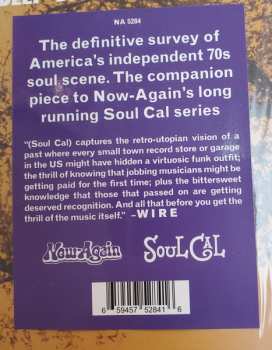 NA 5284
The definitive survey of
America's independent 70s
soul scene. The companion
piece to Now-Again's long
running Soul Cal series
"(Soul Cal) captures the retro-utopian vision of a
past where every small town record store or garage
in the US might have hidden a virtuosic funk outfit;
the thrill of knowing that jobbing musicians might be
getting paid for the first time; plus the bittersweet
knowledge that those that passed on are getting
deserved recognition. And all that before you get the
thrill of the music itself." –WIRE
Now-Again SOUL CAL
6 59457 52841 6